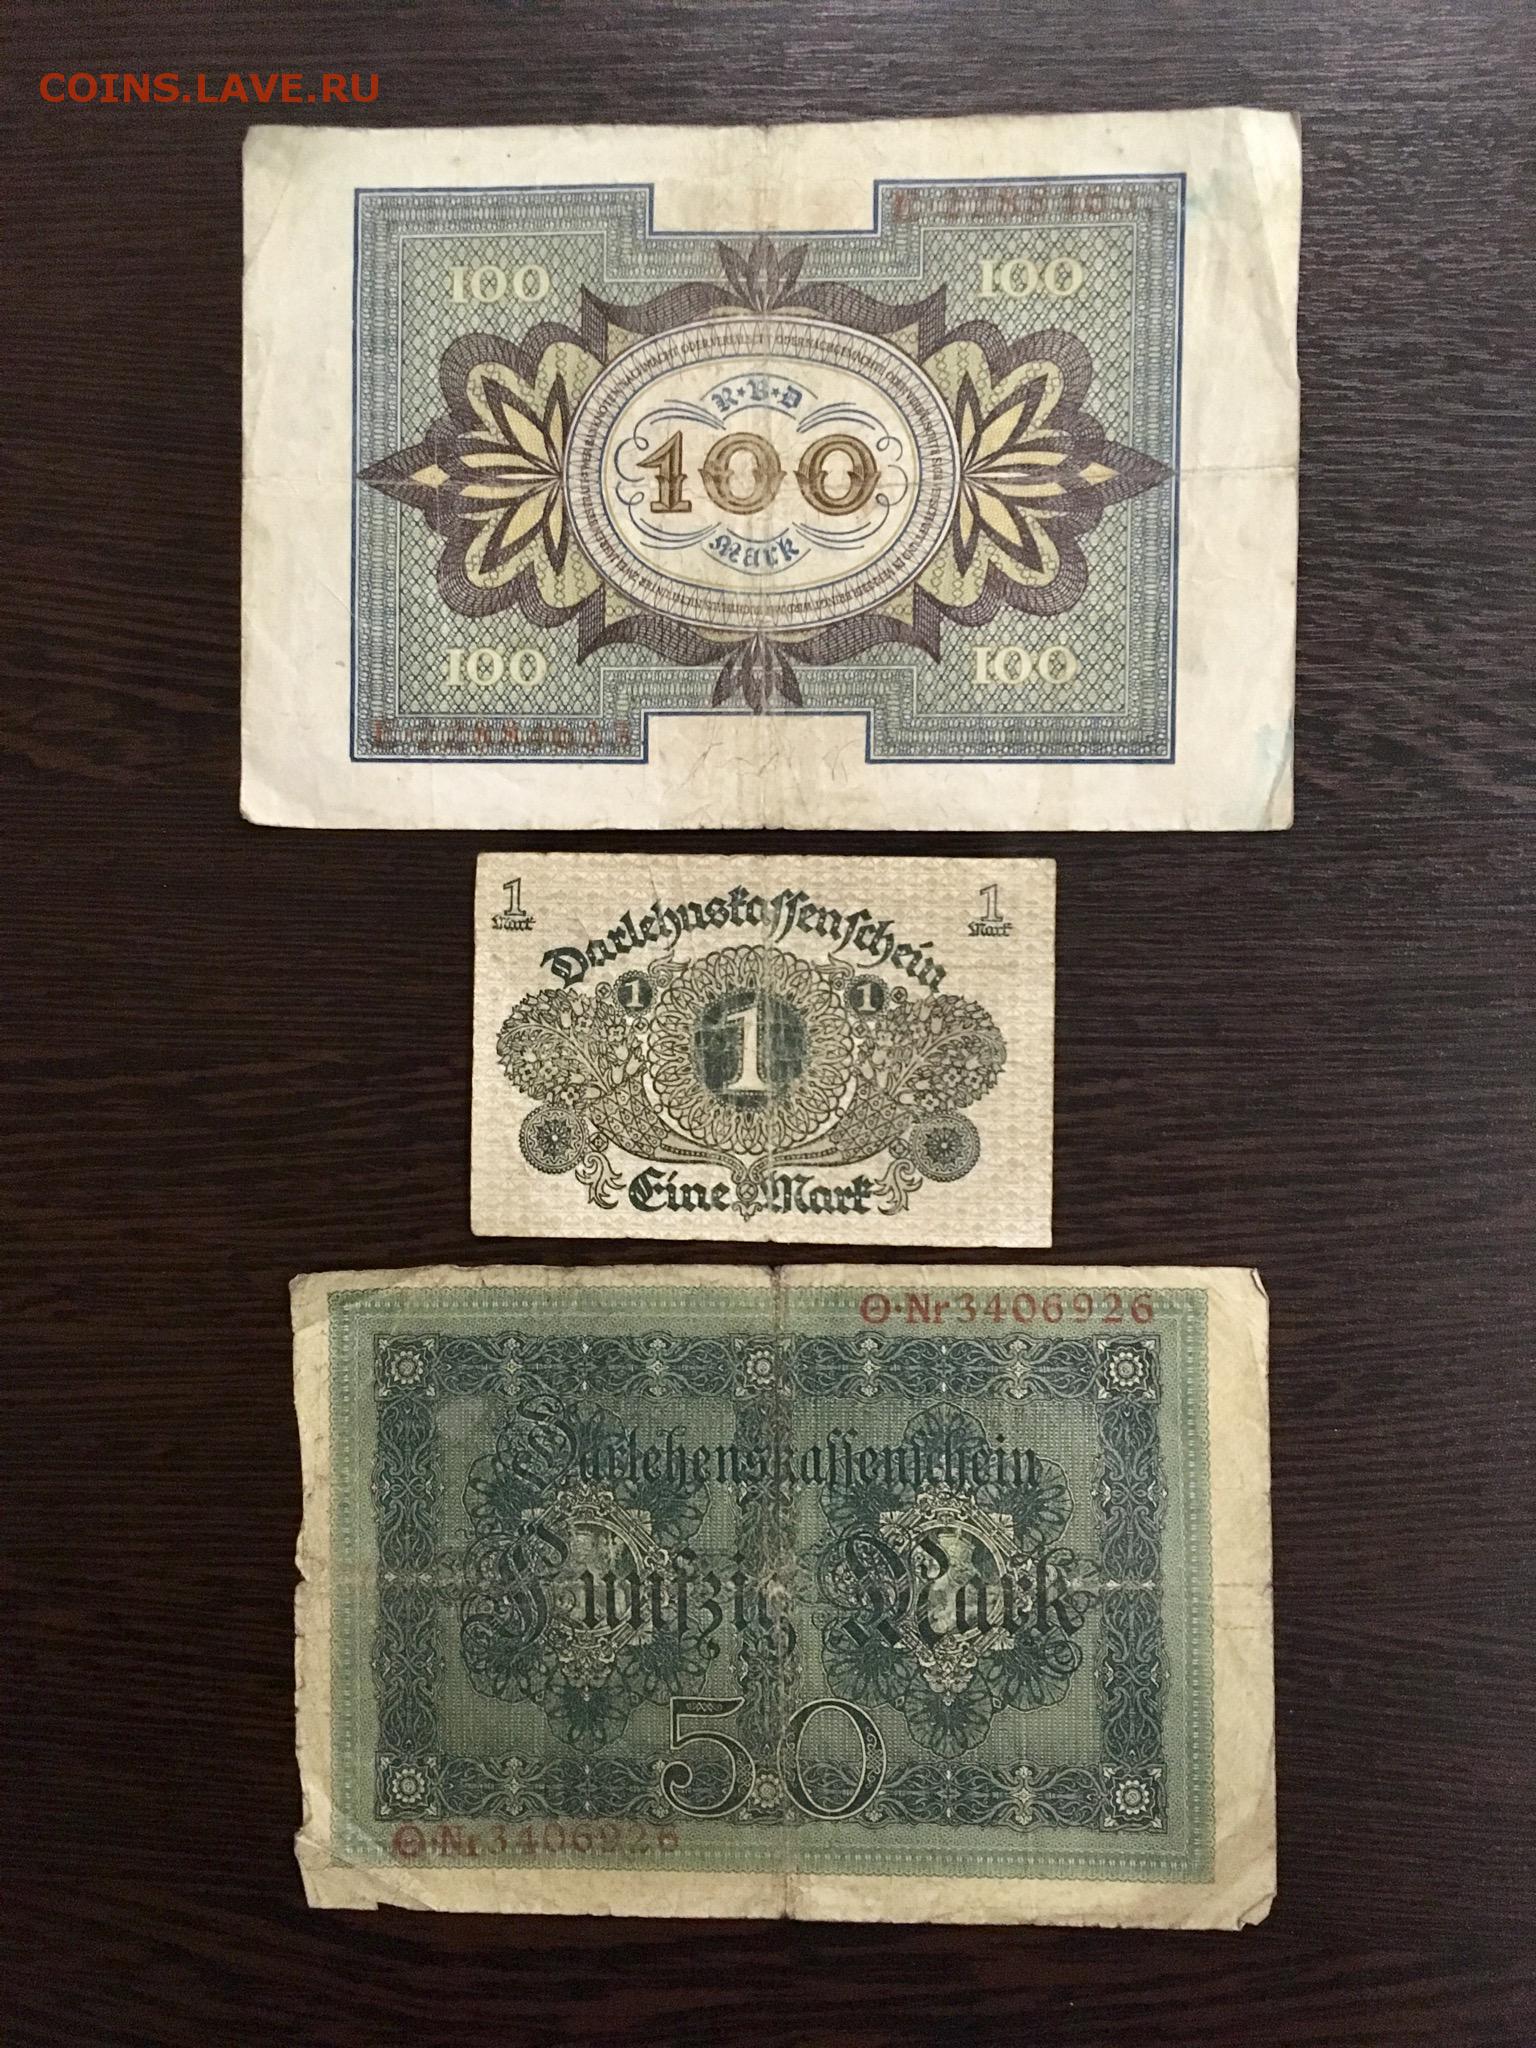 COINS.LAVE.RU
100
100
R*B*D
100
Mark
100
100
1
Mark
1
Mark
Darlehnskassenschein
1
1
1
Eine Mark
Θ·Nr 3406926
Darlehenskassenschein
Fünfzig Mark
50
Θ·Nr 3406926